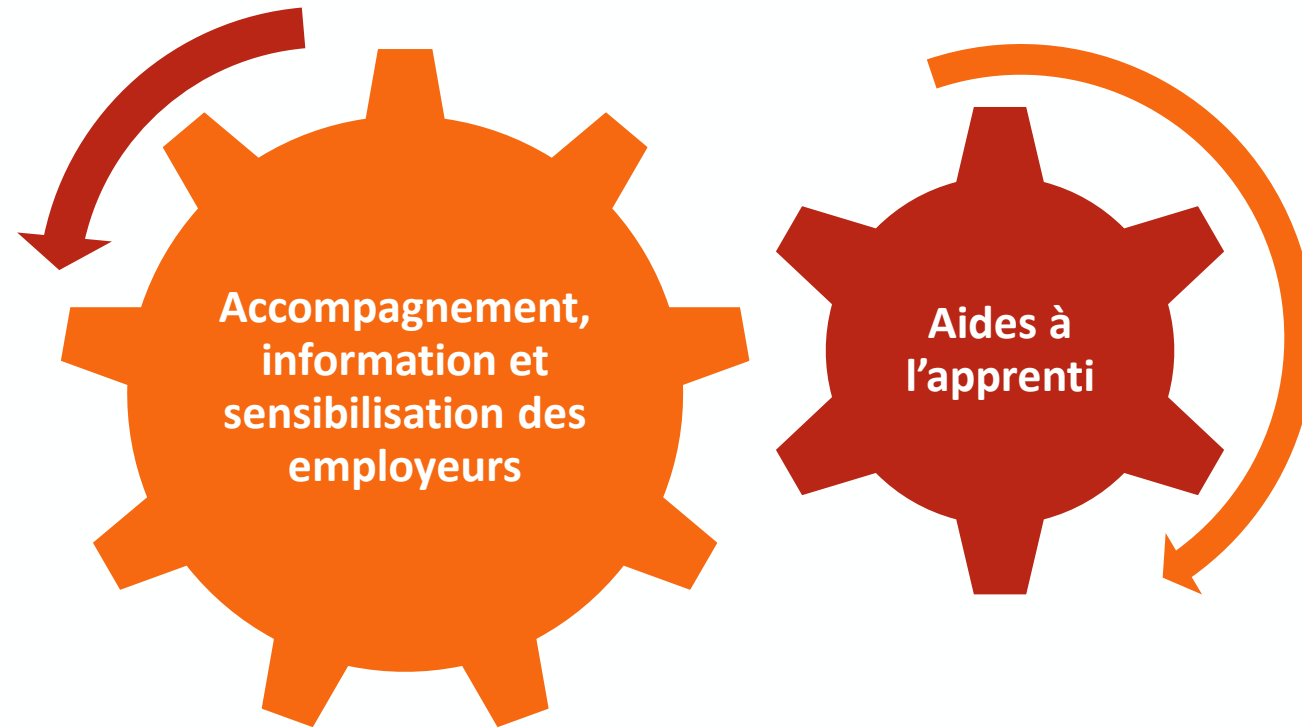 Accompagnement,
information et
sensibilisation des
employeurs
Aides à
l’apprenti